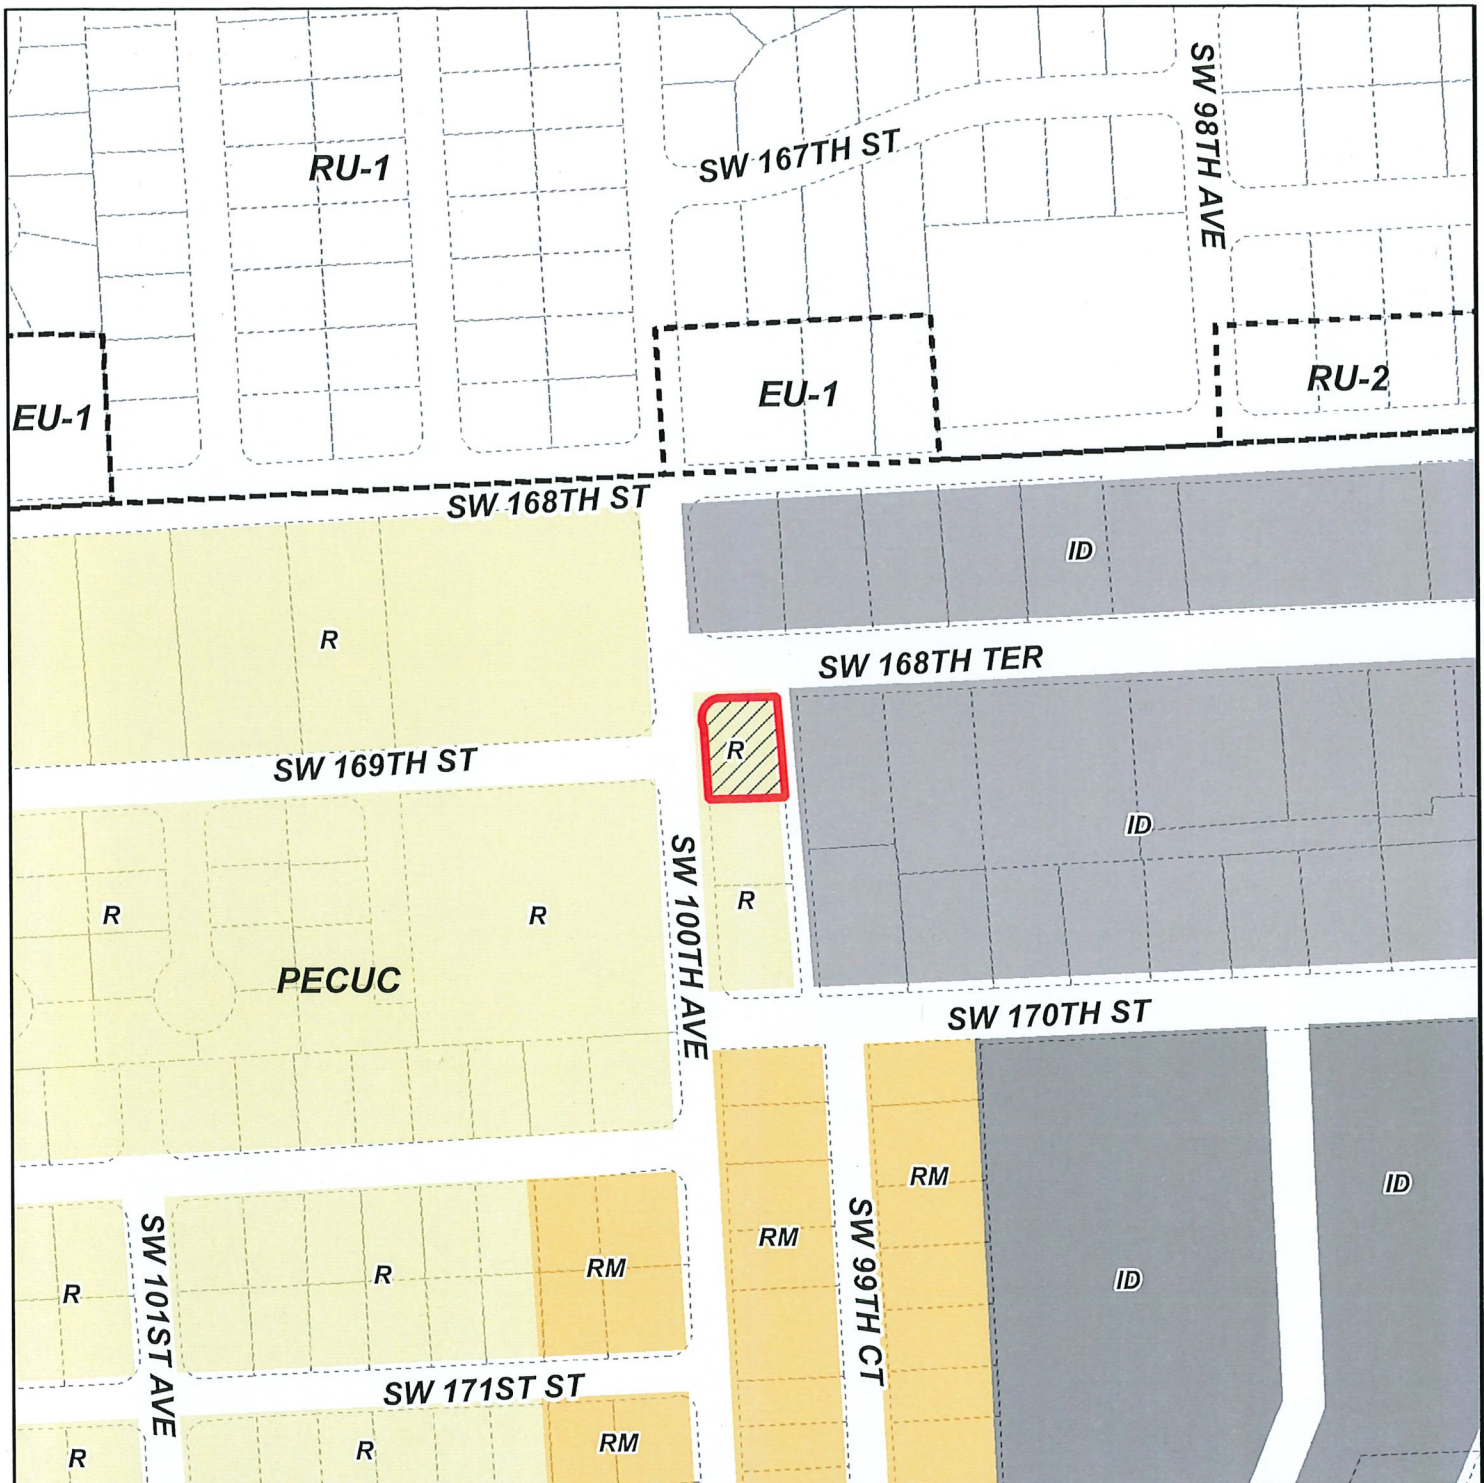 SW 98TH AVE
SW 167TH ST
RU-1
EU-1
EU-1
RU-2
SW 168TH ST
ID
R
SW 168TH TER
R
SW 169TH ST
ID
SW 100TH AVE
R
R
R
PECUC
SW 170TH ST
RM
ID
SW 101ST AVE
SW 99TH CT
RM
R
RM
ID
R
SW 171ST ST
RM
R
R